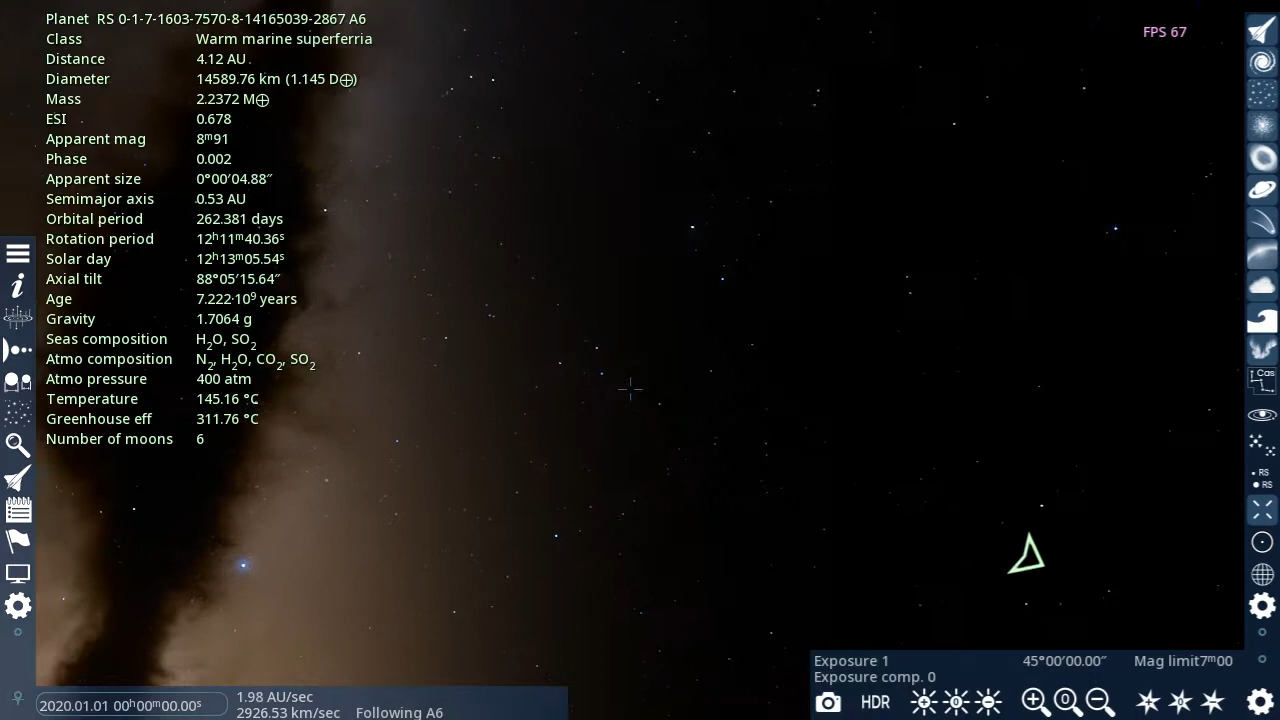 Planet RS 0-1-7-1603-7570-8-14165039-2867 A6
Class Warm marine superferria
Distance 4.12 AU
Diameter 14589.76 km (1.145 D⊕)
Mass 2.2372 M⊕
ESI 0.678
Apparent mag 8ᵐ91
Phase 0.002
Apparent size 0°00′04.88″
Semimajor axis 0.53 AU
Orbital period 262.381 days
Rotation period 12ʰ11ᵐ40.36ˢ
Solar day 12ʰ13ᵐ05.54ˢ
Axial tilt 88°05′15.64″
Age 7.222·10⁹ years
Gravity 1.7064 g
Seas composition H₂O, SO₂
Atmo composition N₂, H₂O, CO₂, SO₂
Atmo pressure 400 atm
Temperature 145.16 °C
Greenhouse eff 311.76 °C
Number of moons 6
FPS 67
Cas
RS
RS
Exposure 1 45°00′00.00″ Mag limit7ᵐ00
Exposure comp. 0
HDR
2020.01.01 00ʰ00ᵐ00.00ˢ
1.98 AU/sec
2926.53 km/sec Following A6